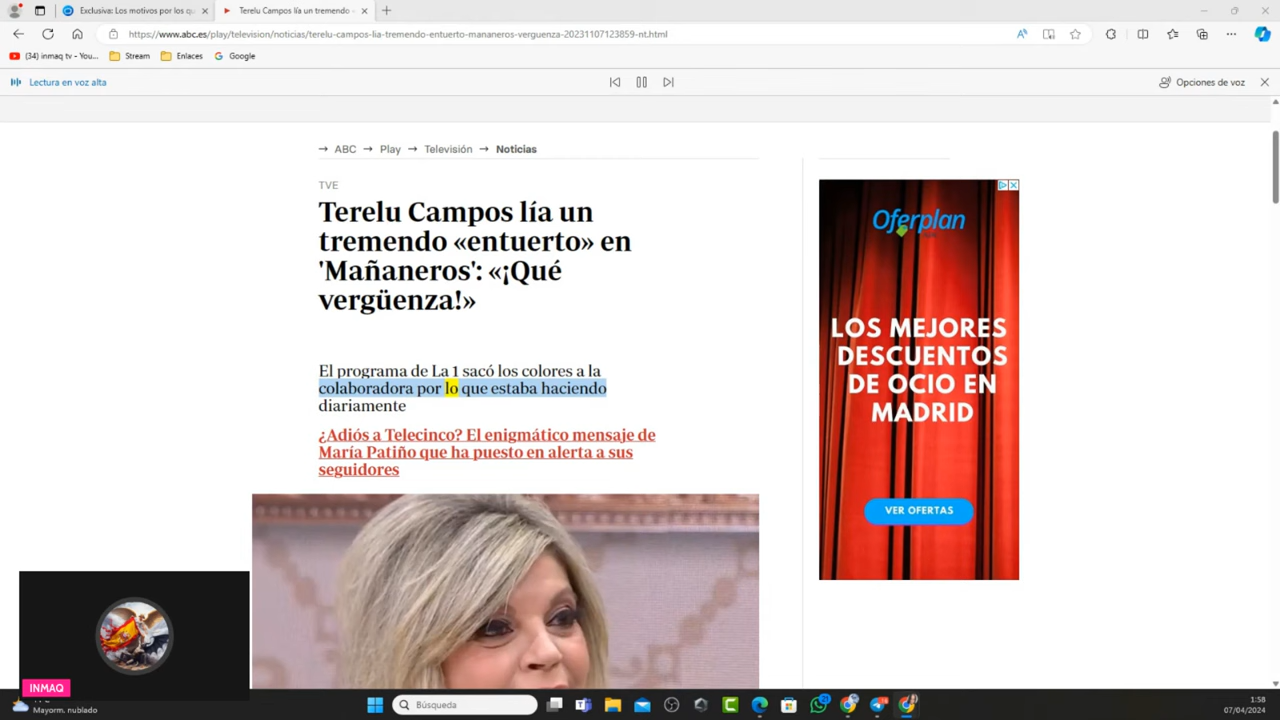 Exclusiva: Los motivos por los qu
Terelu Campos lía un tremendo
https://www.abc.es/play/television/noticias/terelu-campos-lia-tremendo-entuerto-mananeros-verguenza-20231107123859-nt.html
(34) inmaq tv - You...
Stream
Enlaces
Google
Lectura en voz alta
Opciones de voz
→ ABC → Play → Televisión → Noticias
TVE
Terelu Campos lía un
tremendo «entuerto» en
'Mañaneros': «¡Qué
vergüenza!»
El programa de La 1 sacó los colores a la
colaboradora por lo que estaba haciendo
diariamente
¿Adiós a Telecinco? El enigmático mensaje de
María Patiño que ha puesto en alerta a sus
seguidores
Oferplan
LOS MEJORES
DESCUENTOS
DE OCIO EN
MADRID
VER OFERTAS
INMAQ
Mayorm. nublado
Búsqueda
1:58
07/04/2024